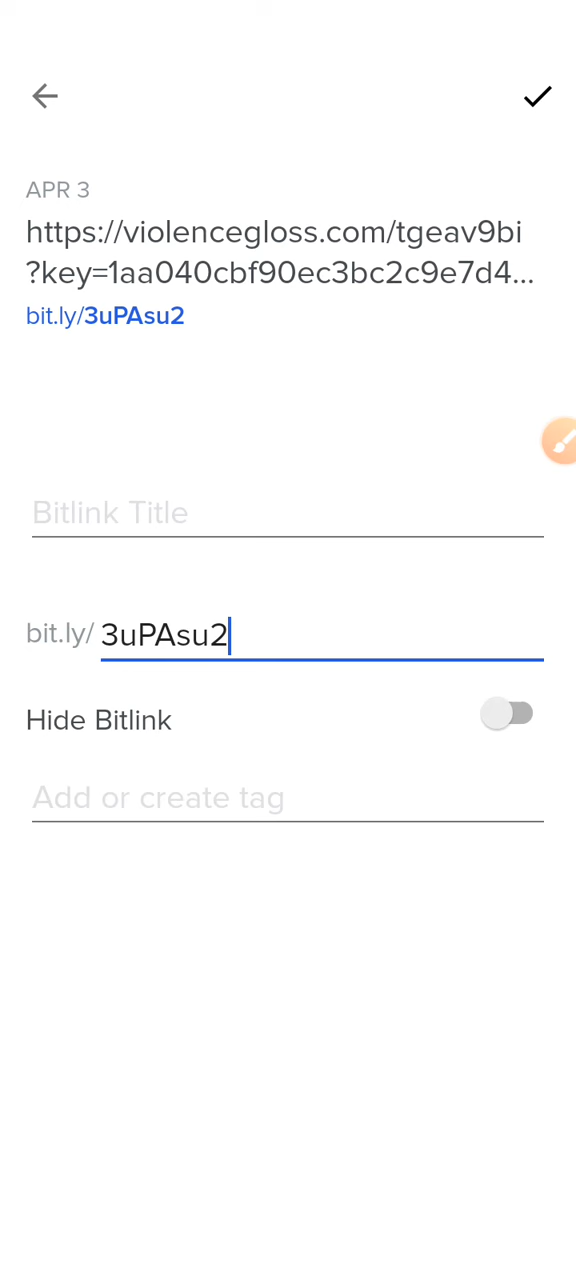 APR 3
https://violencegloss.com/tgeav9bi
?key=1aa040cbf90ec3bc2c9e7d4...
bit.ly/3uPAsu2
Bitlink Title
bit.ly/ 3uPAsu2
Hide Bitlink
Add or create tag